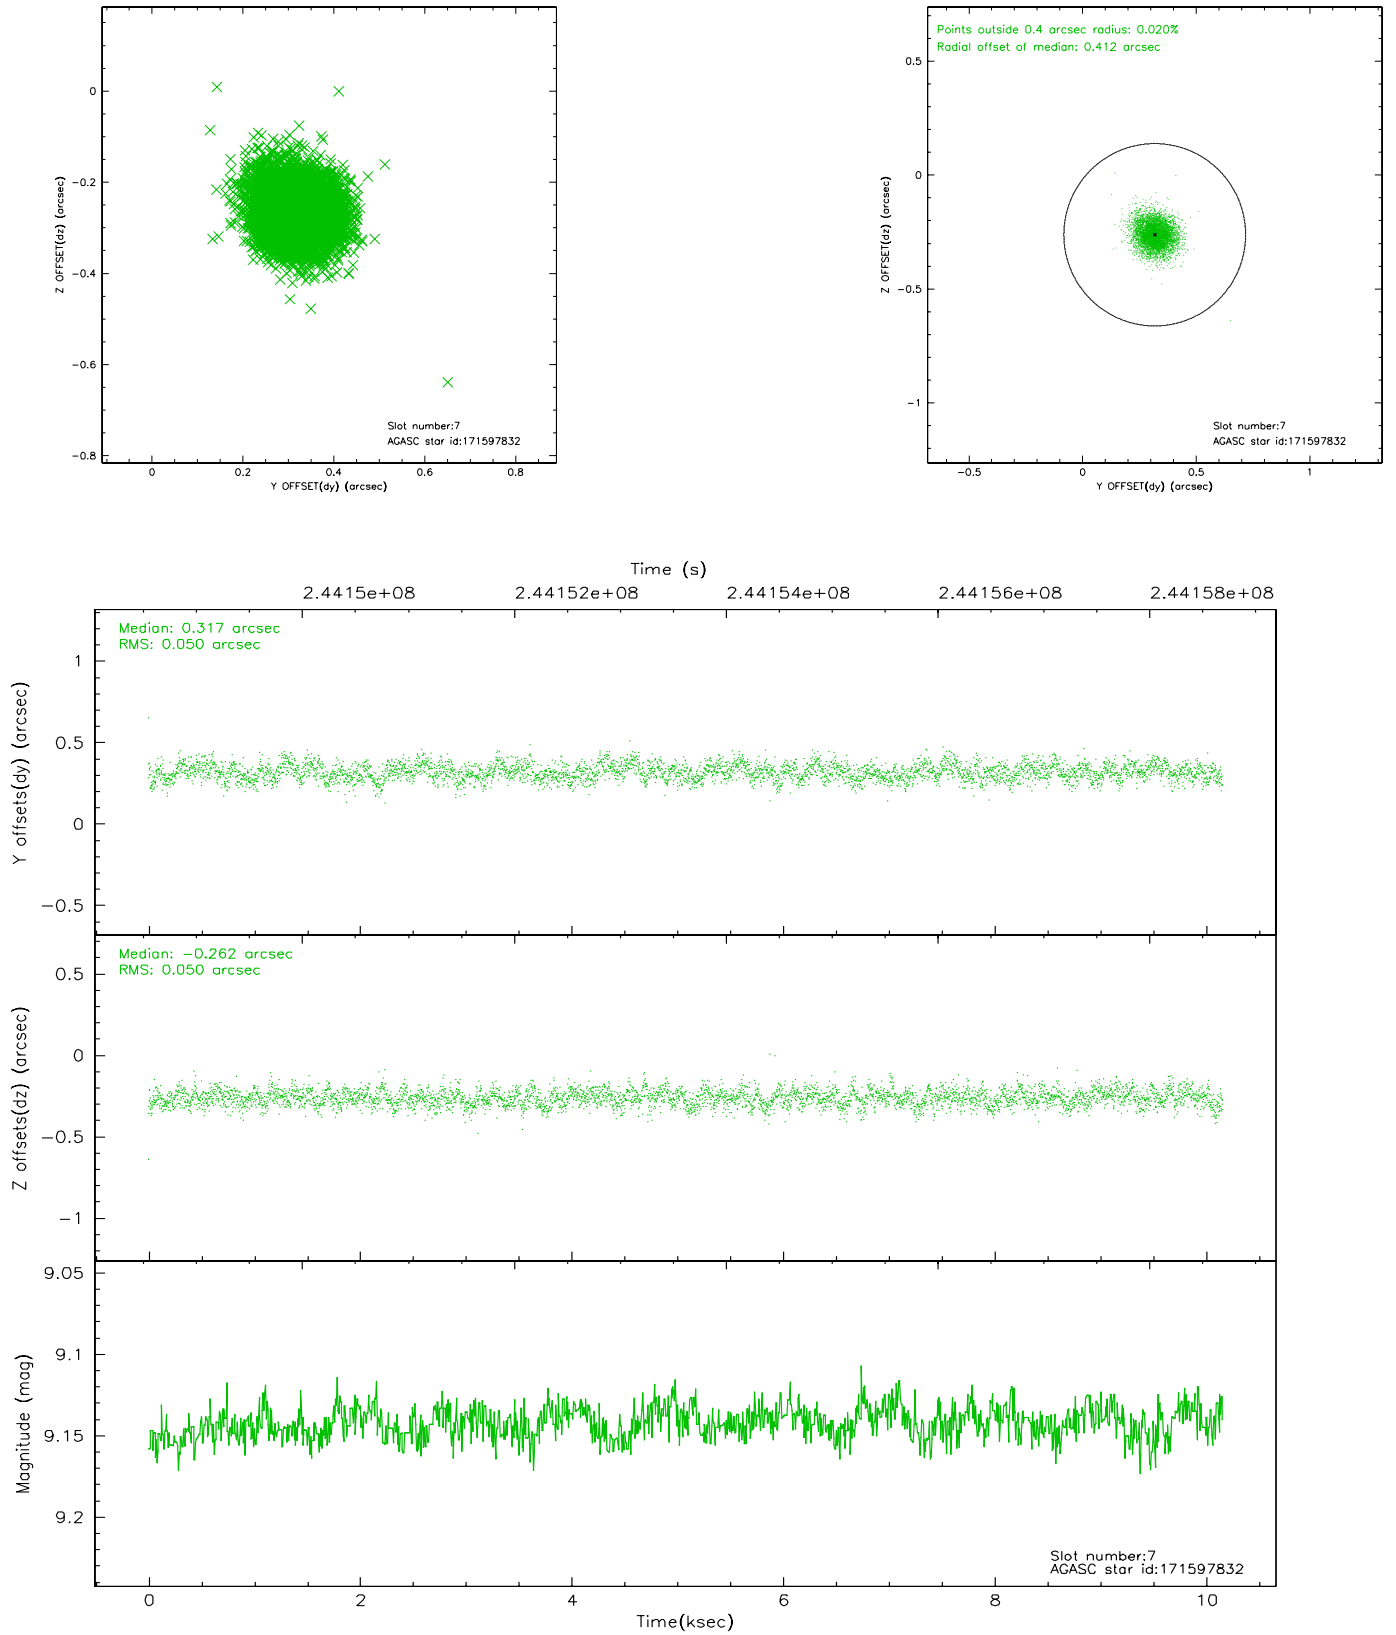 0
-0.2
-0.4
-0.6
-0.8
Z OFFSET(dz) (arcsec)
Slot number:7
AGASC star id:171597832
0 0.2 0.4 0.6 0.8
Y OFFSET(dy) (arcsec)
Points outside 0.4 arcsec radius: 0.020%
Radial offset of median: 0.412 arcsec
0.5
0
-0.5
-1
Z OFFSET(dz) (arcsec)
Slot number:7
AGASC star id:171597832
-0.5 0 0.5 1
Y OFFSET(dy) (arcsec)
Time (s)
2.4415e+08 2.44152e+08 2.44154e+08 2.44156e+08 2.44158e+08
Median: 0.317 arcsec
RMS: 0.050 arcsec
1
0.5
0
-0.5
Y offsets(dy) (arcsec)
Median: -0.262 arcsec
RMS: 0.050 arcsec
0.5
0
-0.5
-1
Z offsets(dz) (arcsec)
9.05
9.1
9.15
9.2
Magnitude (mag)
Slot number:7
AGASC star id:171597832
0 2 4 6 8 10
Time(ksec)